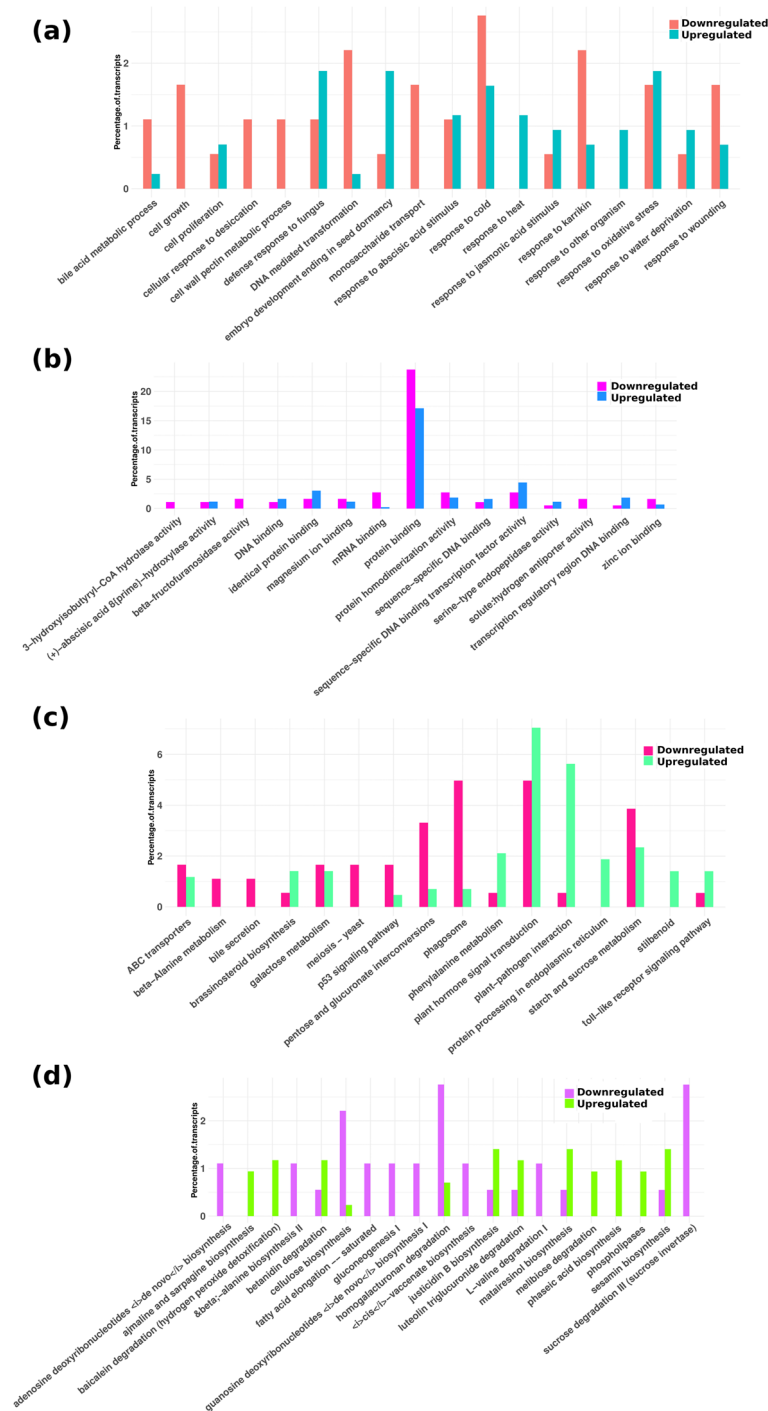 (a)
Downregulated
Upregulated
Percentage.of.transcripts
2
1
0
bile acid metabolic process
cell growth
cell proliferation
cellular response to desiccation
cell wall pectin metabolic process
defense response to fungus
DNA mediated transformation
embryo development ending in seed dormancy
monosaccharide transport
response to abscisic acid stimulus
response to cold
response to heat
response to jasmonic acid stimulus
response to karrikin
response to other organism
response to oxidative stress
response to water deprivation
response to wounding
(b)
Downregulated
Upregulated
Percentage.of.transcripts
20
15
10
5
0
3-hydroxyisobutyryl-CoA hydrolase activity
(+)-abscisic acid 8(prime)-hydroxylase activity
beta-fructofuranosidase activity
DNA binding
identical protein binding
magnesium ion binding
mRNA binding
protein binding
protein homodimerization activity
sequence-specific DNA binding
sequence-specific DNA binding transcription factor activity
serine-type endopeptidase activity
solute:hydrogen antiporter activity
transcription regulatory region DNA binding
zinc ion binding
(c)
Downregulated
Upregulated
Percentage.of.transcripts
6
4
2
0
ABC transporters
beta-Alanine metabolism
bile secretion
brassinosteroid biosynthesis
galactose metabolism
meiosis - yeast
p53 signaling pathway
pentose and glucuronate interconversions
phagosome
phenylalanine metabolism
plant hormone signal transduction
plant-pathogen interaction
protein processing in endoplasmic reticulum
starch and sucrose metabolism
stilbenoid
toll-like receptor signaling pathway
(d)
Downregulated
Upregulated
Percentage.of.transcripts
2
1
0
adenosine deoxyribonucleotides <i>de novo</i> biosynthesis
ajmaline and sarpagine biosynthesis
baicalein degradation (hydrogen peroxide detoxification)
&beta;-alanine biosynthesis II
betanidin degradation
cellulose biosynthesis
fatty acid elongation -- saturated
gluconeogenesis I
guanosine deoxyribonucleotides <i>de novo</i> biosynthesis I
homogalacturonan degradation
<i>cis</i>-vaccenate biosynthesis
justicidin B biosynthesis
luteolin triglucuronide degradation
L-valine degradation I
matairesinol biosynthesis
melibiose degradation
phaseic acid biosynthesis
phospholipases
sesamin biosynthesis
sucrose degradation III (sucrose invertase)